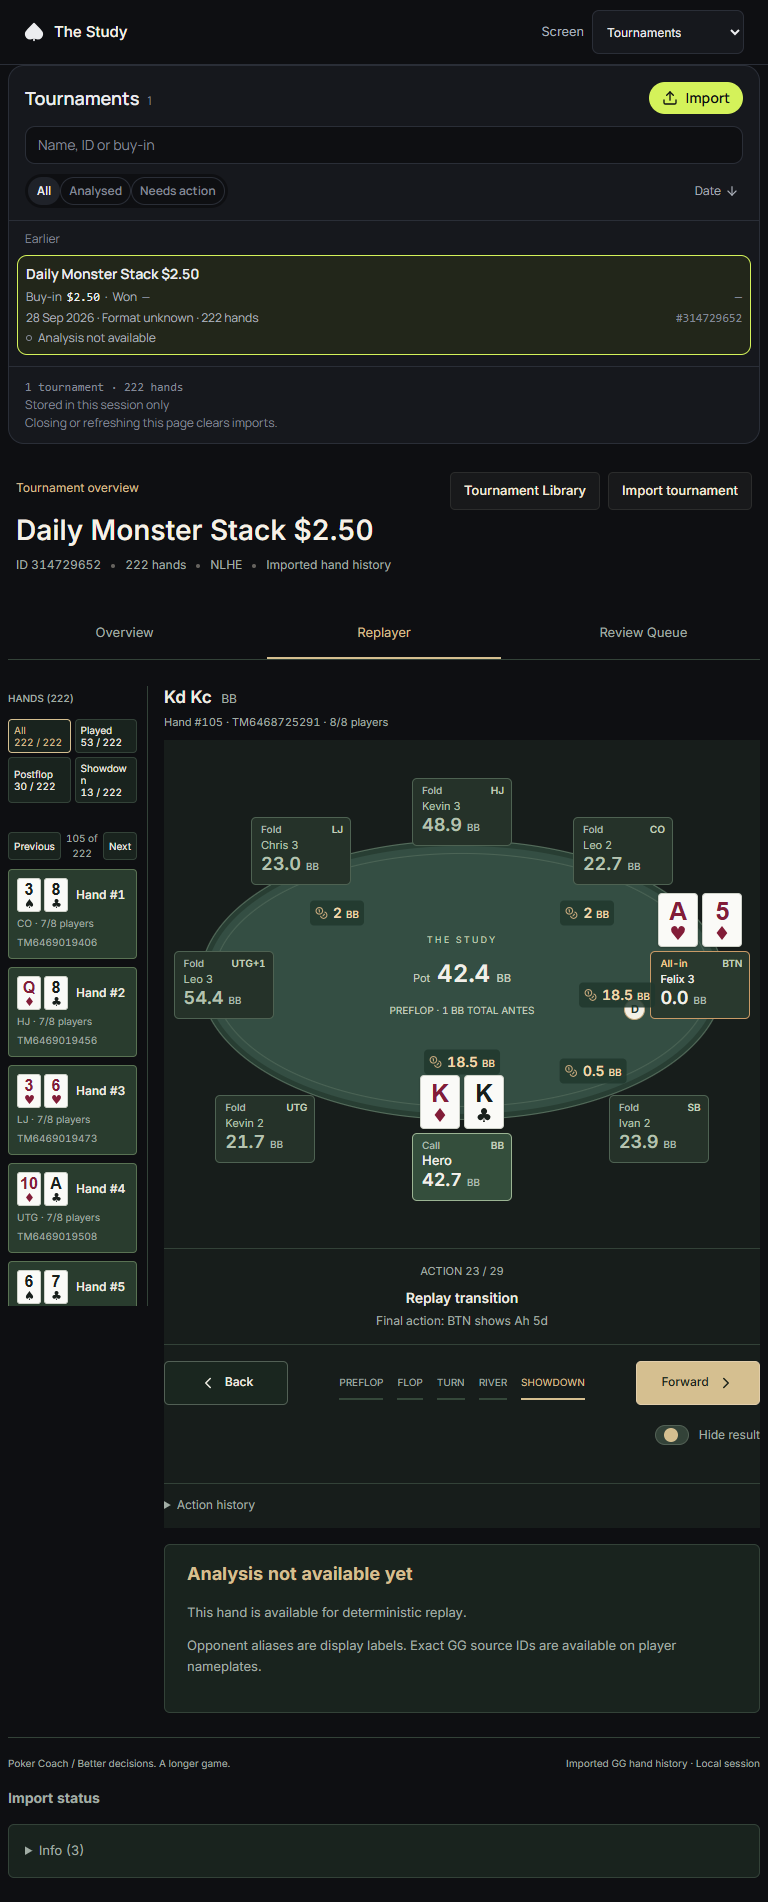 The Study
Screen
Tournaments
Tournaments 1
Import
Name, ID or buy-in
All
Analysed
Needs action
Date ↓
Earlier
Daily Monster Stack $2.50
Buy-in $2.50 · Won —
—
28 Sep 2026 · Format unknown · 222 hands
#314729652
Analysis not available
1 tournament · 222 hands
Stored in this session only
Closing or refreshing this page clears imports.
Tournament overview
Tournament Library
Import tournament
Daily Monster Stack $2.50
ID 314729652 • 222 hands • NLHE • Imported hand history
Overview
Replayer
Review Queue
HANDS (222)
All
222 / 222
Played
53 / 222
Postflop
30 / 222
Showdow
n
13 / 222
Previous
105 of
222
Next
3♠ 8♣ Hand #1
CO · 7/8 players
TM6469019406
Q♦ 8♣ Hand #2
HJ · 7/8 players
TM6469019456
3♥ 6♥ Hand #3
LJ · 7/8 players
TM6469019473
10♦ A♣ Hand #4
UTG · 7/8 players
TM6469019508
6♠ 7♣ Hand #5
Kd Kc BB
Hand #105 · TM6468725291 · 8/8 players
Fold HJ
Kevin 3
48.9 BB
Fold LJ
Chris 3
23.0 BB
Fold CO
Leo 2
22.7 BB
2 BB
2 BB
A♥ 5♦
THE STUDY
Fold UTG+1
Leo 3
54.4 BB
Pot 42.4 BB
All-in BTN
Felix 3
0.0 BB
18.5 BB
D
PREFLOP · 1 BB TOTAL ANTES
18.5 BB
0.5 BB
K♦ K♣
Fold UTG
Kevin 2
21.7 BB
Fold SB
Ivan 2
23.9 BB
Call BB
Hero
42.7 BB
ACTION 23 / 29
Replay transition
Final action: BTN shows Ah 5d
Back
PREFLOP
FLOP
TURN
RIVER
SHOWDOWN
Forward
Hide result
Action history
Analysis not available yet
This hand is available for deterministic replay.
Opponent aliases are display labels. Exact GG source IDs are available on player
nameplates.
Poker Coach / Better decisions. A longer game.
Imported GG hand history · Local session
Import status
Info (3)